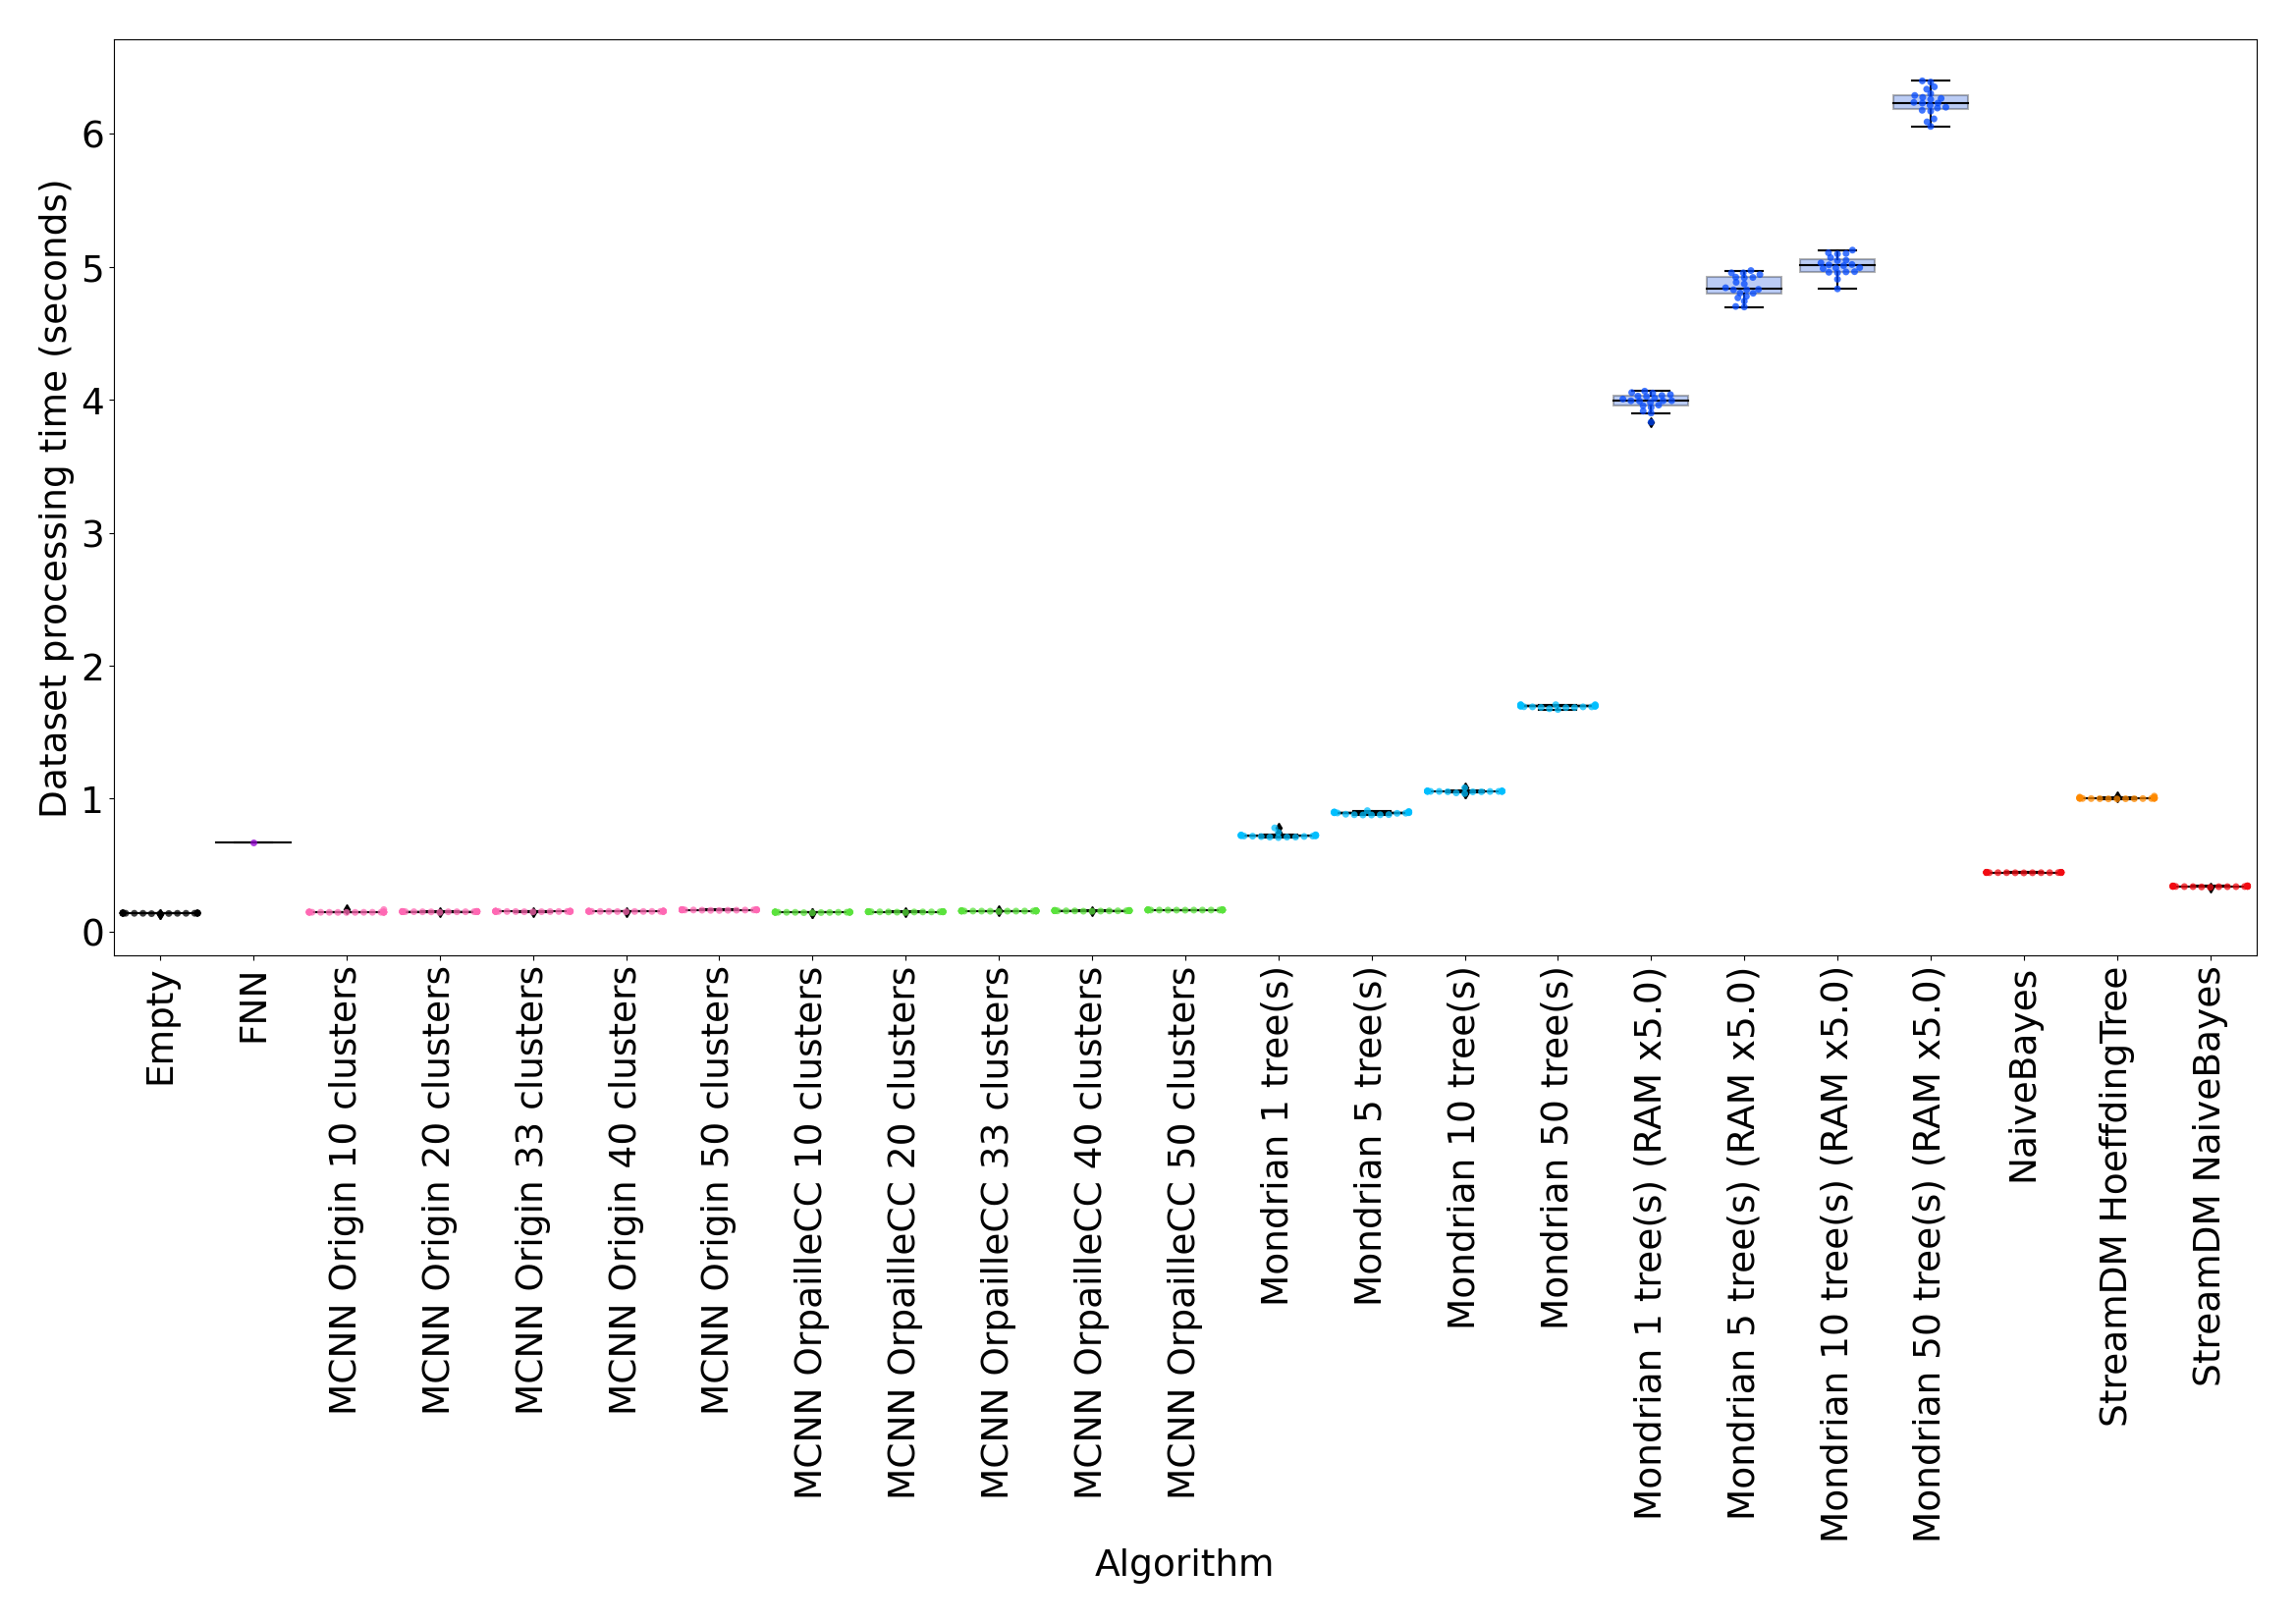 Dataset processing time (seconds)
6
5
4
3
2
1
0
Empty
FNN
MCNN Origin 10 clusters
MCNN Origin 20 clusters
MCNN Origin 33 clusters
MCNN Origin 40 clusters
MCNN Origin 50 clusters
MCNN OrpailleCC 10 clusters
MCNN OrpailleCC 20 clusters
MCNN OrpailleCC 33 clusters
MCNN OrpailleCC 40 clusters
MCNN OrpailleCC 50 clusters
Mondrian 1 tree(s)
Mondrian 5 tree(s)
Mondrian 10 tree(s)
Mondrian 50 tree(s)
Mondrian 1 tree(s) (RAM x5.0)
Mondrian 5 tree(s) (RAM x5.0)
Mondrian 10 tree(s) (RAM x5.0)
Mondrian 50 tree(s) (RAM x5.0)
NaiveBayes
StreamDM HoeffdingTree
StreamDM NaiveBayes
Algorithm